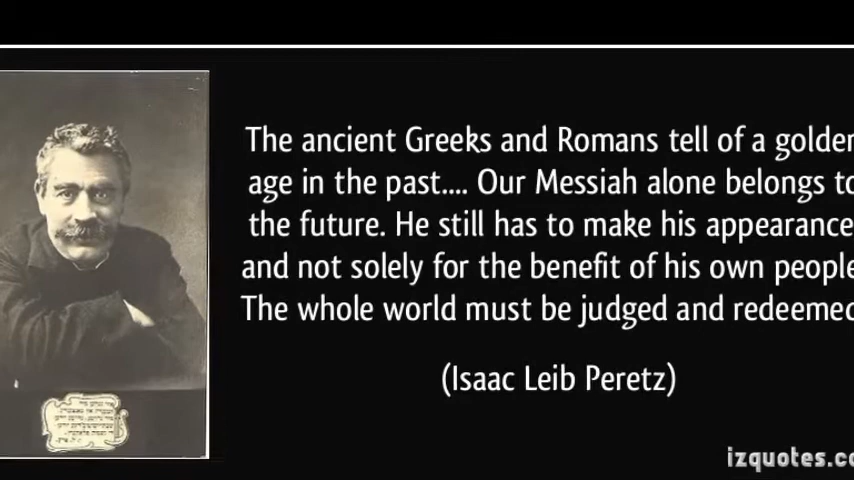 The ancient Greeks and Romans tell of a golden
age in the past.... Our Messiah alone belongs to
the future. He still has to make his appearance
and not solely for the benefit of his own people
The whole world must be judged and redeemed
(Isaac Leib Peretz)
izquotes.co